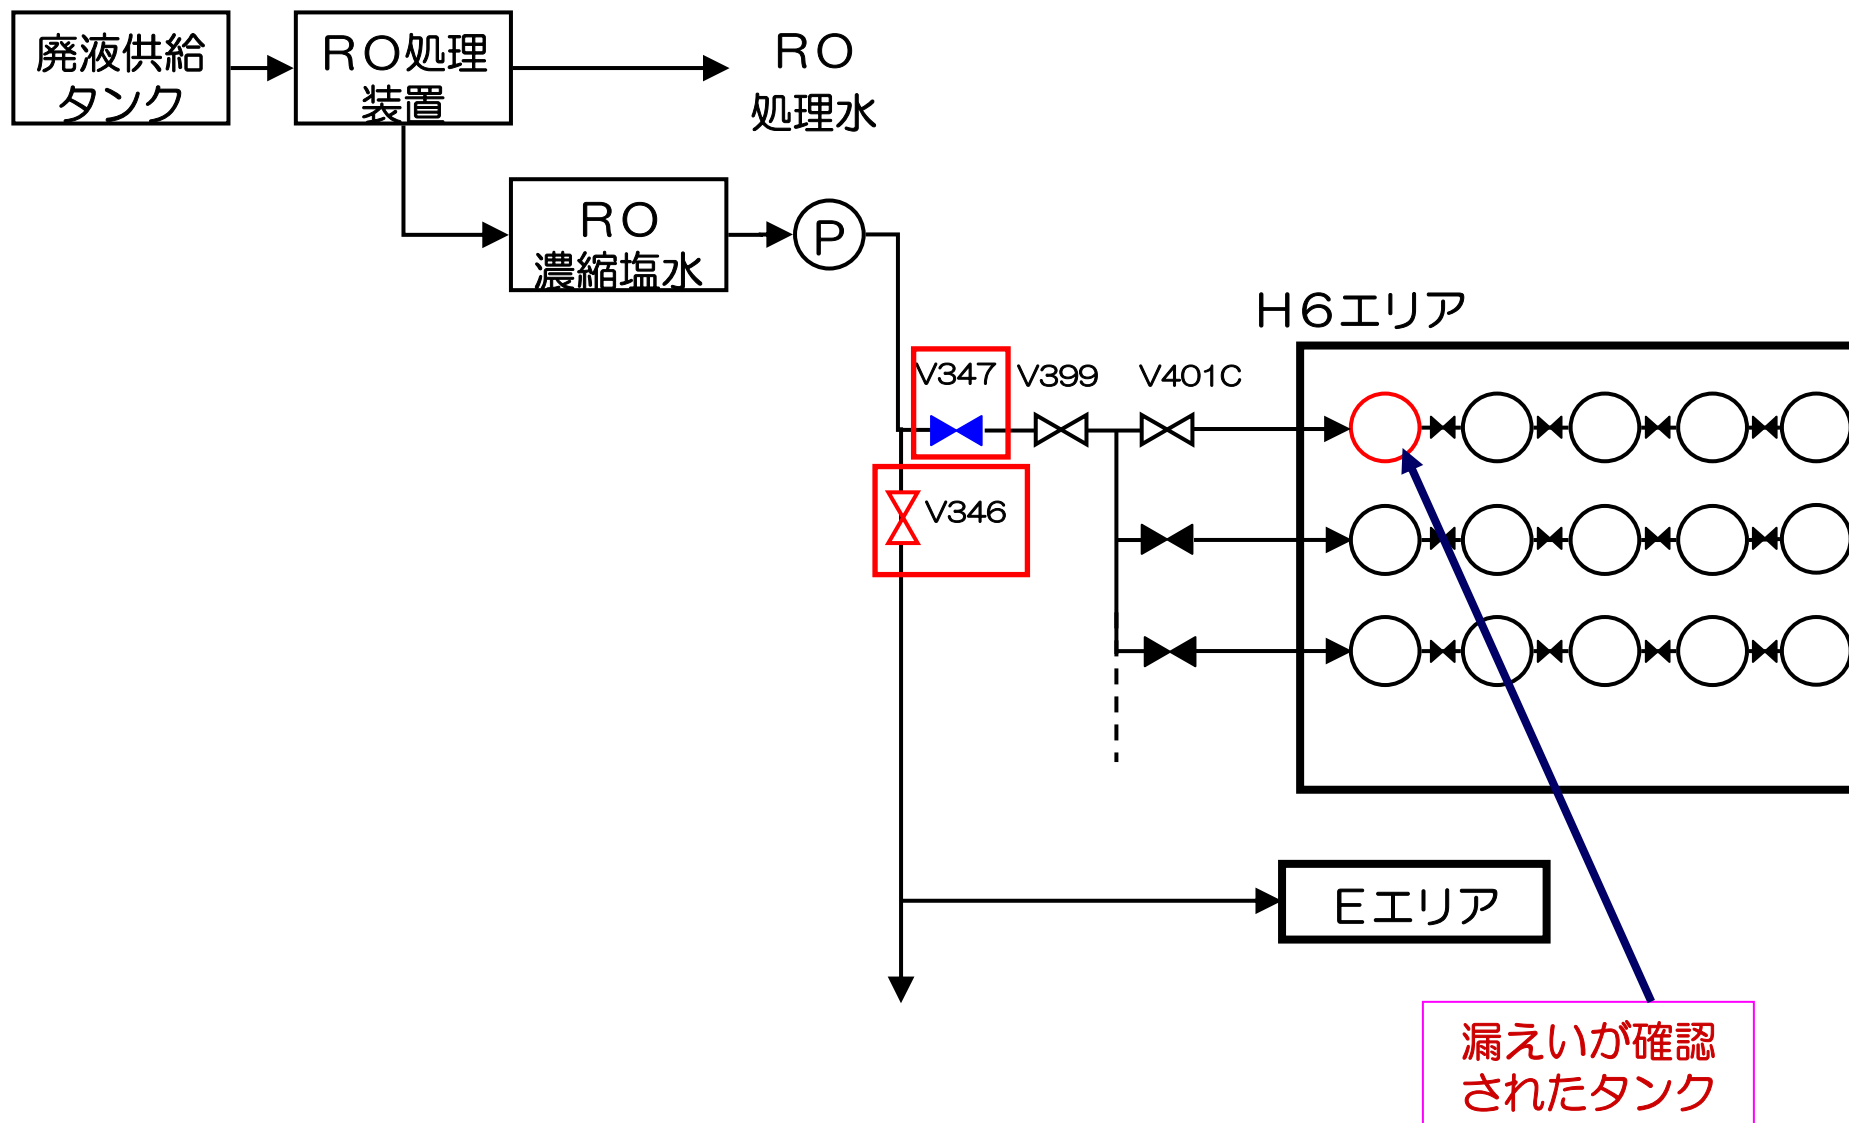 廃液供給
タンク
RO処理
装置
RO
処理水
RO
濃縮塩水
P
H6エリア
V347
V399
V401C
V346
Eエリア
漏えいが確認
されたタンク